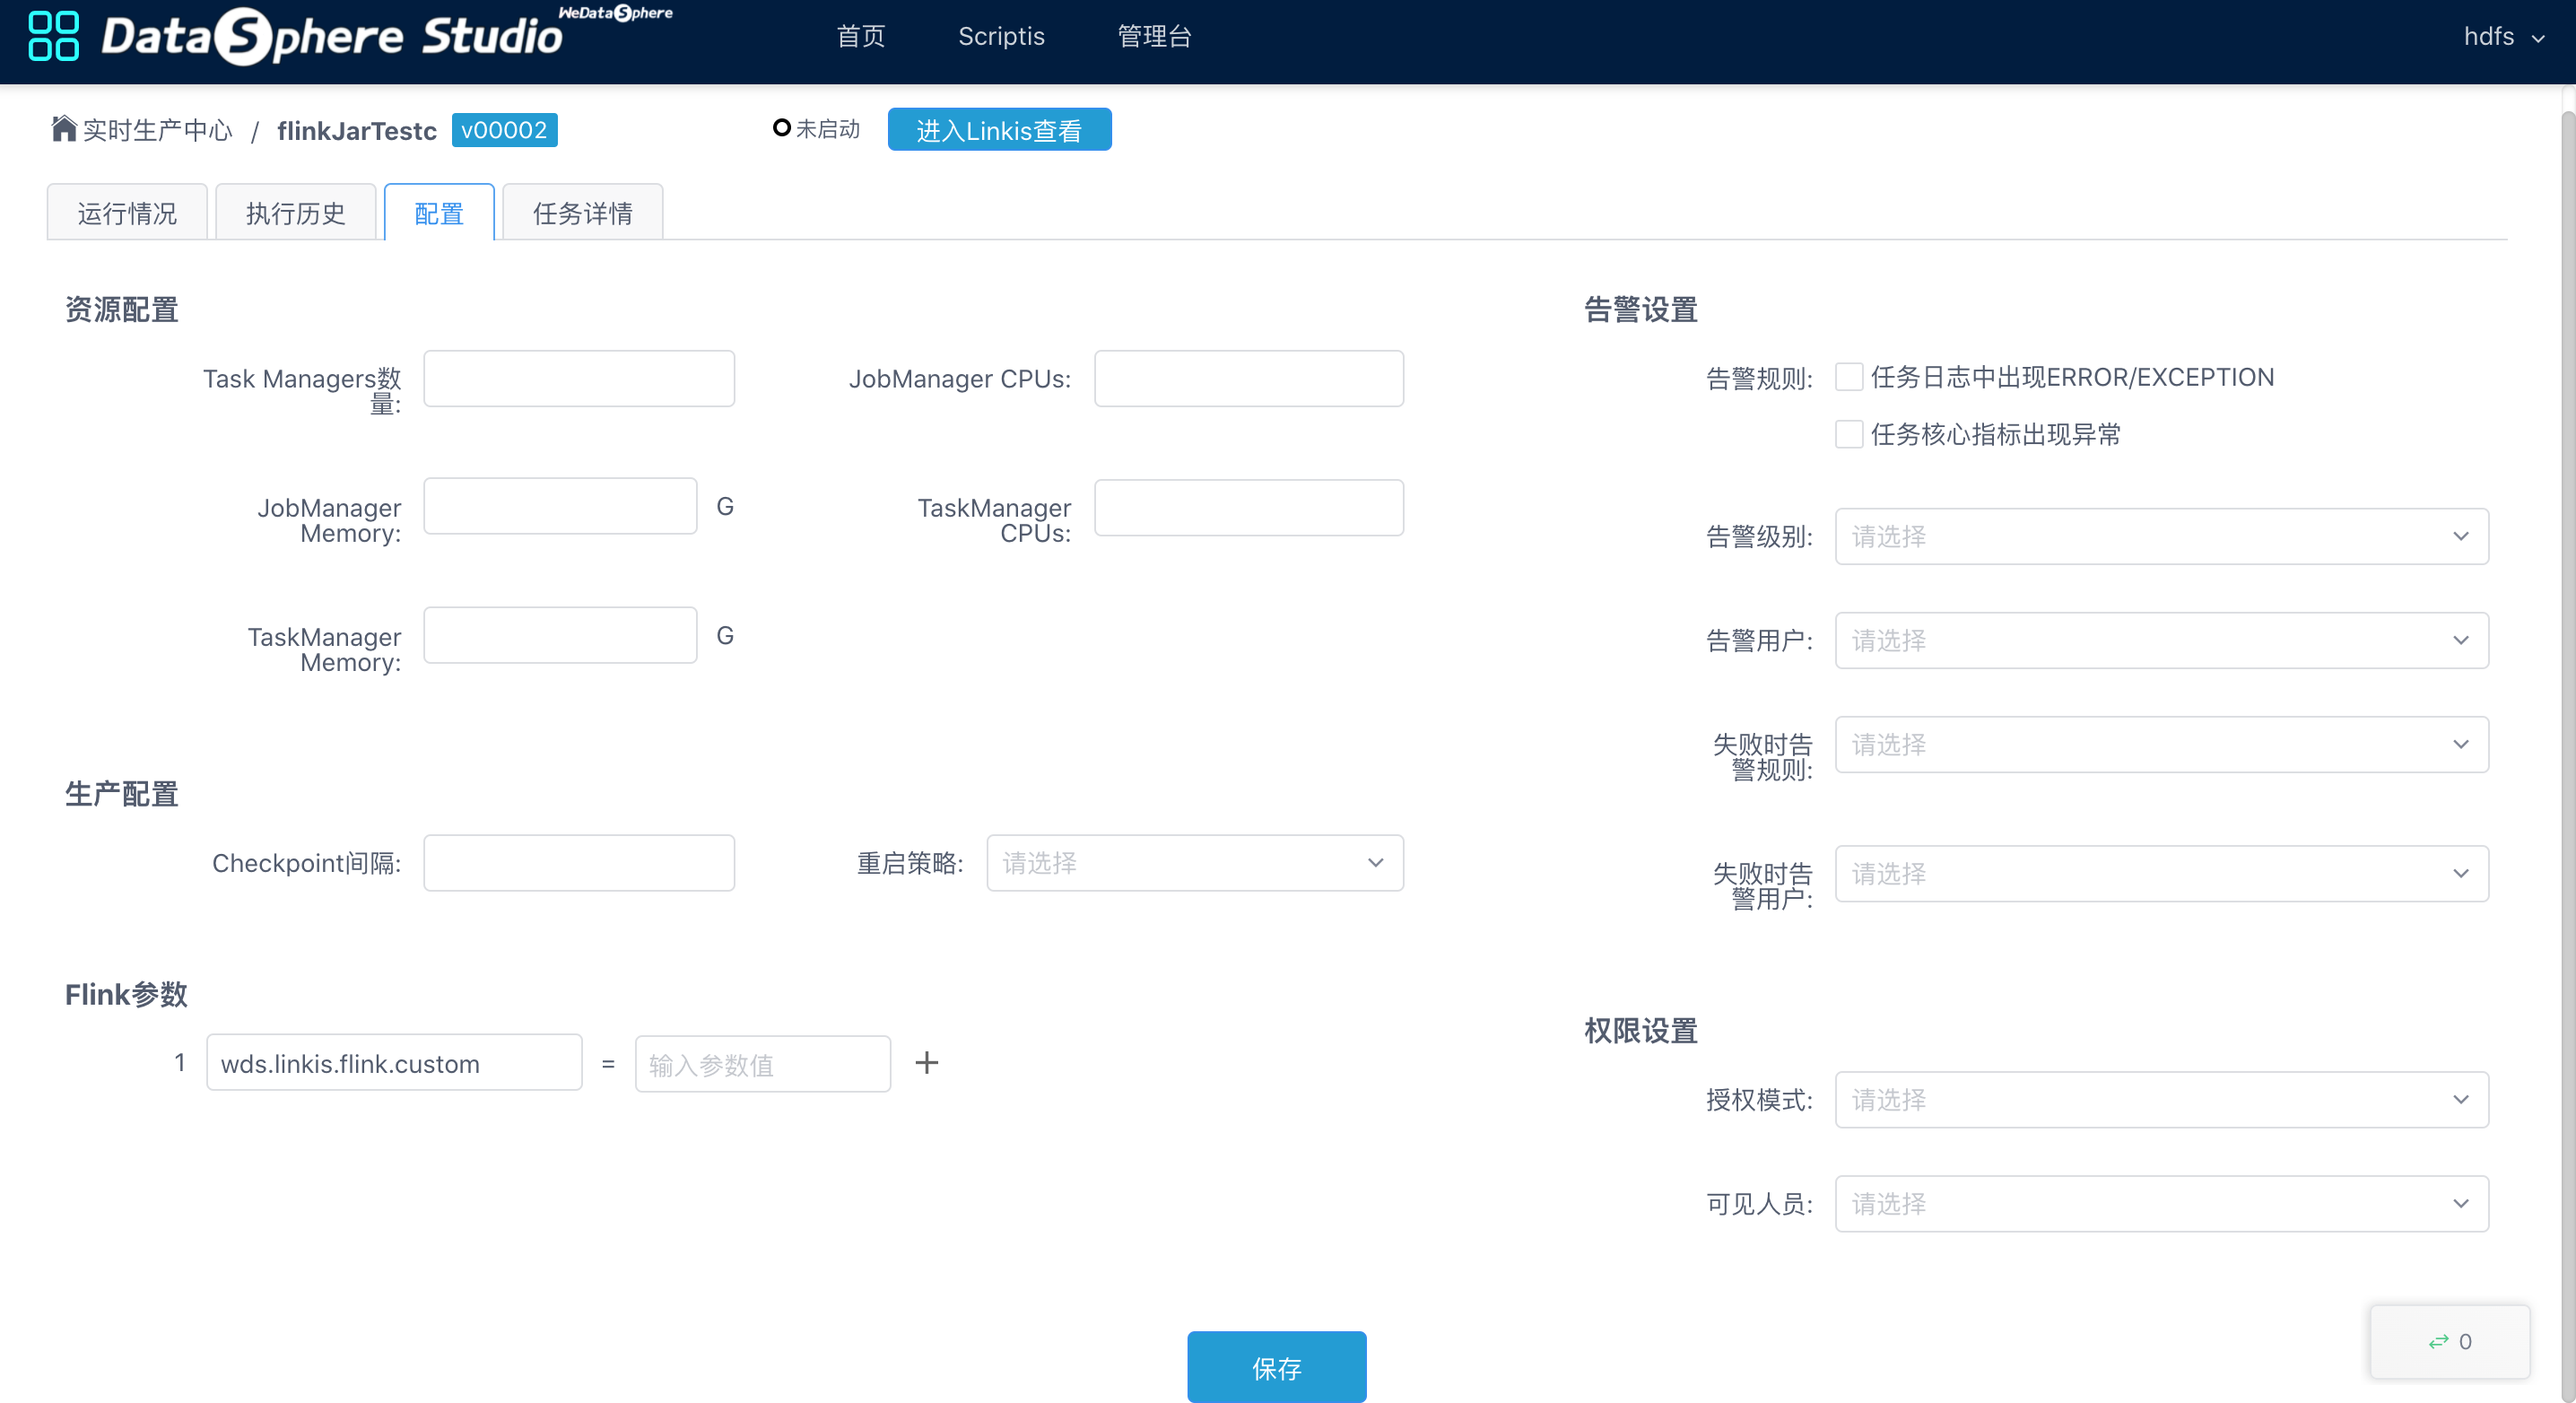 DataSphere Studio
WeDataSphere
首页 Scriptis 管理台
hdfs
实时生产中心 / flinkJarTestc v00002
未启动 进入Linkis查看
运行情况 执行历史 配置 任务详情
资源配置
Task Managers数
量:
JobManager CPUs:
JobManager
Memory:
G
TaskManager
CPUs:
TaskManager
Memory:
G
生产配置
Checkpoint间隔:
重启策略: 请选择
Flink参数
1 wds.linkis.flink.custom = 输入参数值 +
告警设置
告警规则: 任务日志中出现ERROR/EXCEPTION
任务核心指标出现异常
告警级别: 请选择
告警用户: 请选择
失败时告
警规则:
请选择
失败时告
警用户:
请选择
权限设置
授权模式: 请选择
可见人员: 请选择
0
保存